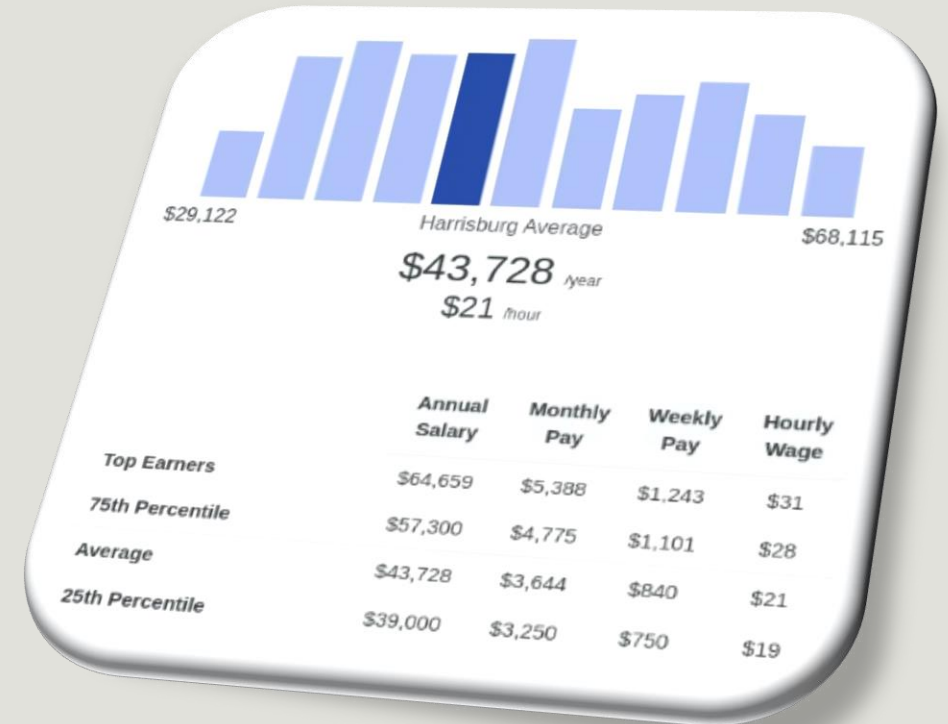 $29,122
Harrisburg Average
$68,115
$43,728 /year
$21 /hour
Annual Salary Monthly Pay Weekly Pay Hourly Wage
Top Earners $64,659 $5,388 $1,243 $31
75th Percentile $57,300 $4,775 $1,101 $28
Average $43,728 $3,644 $840 $21
25th Percentile $39,000 $3,250 $750 $19